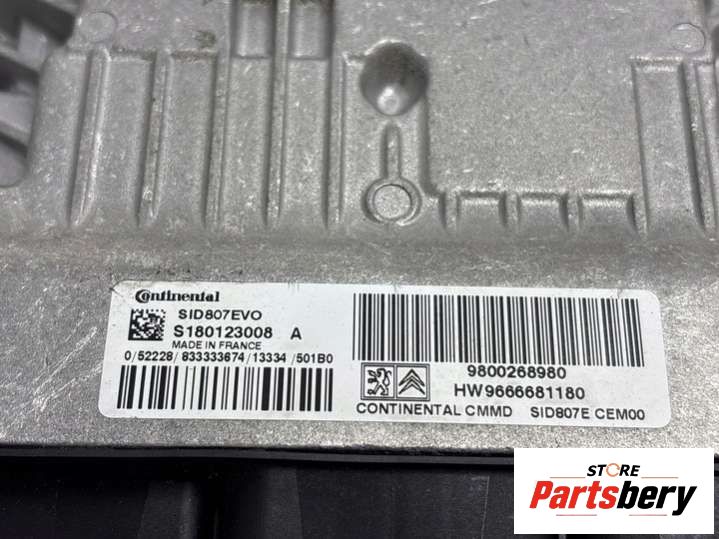 Continental
SID807EVO
S180123008 A
MADE IN FRANCE
0/52228/833333674/13334/501B0
9800268980
HW9666681180
CONTINENTAL CMMD SID807E CEM00
STORE
Partsbery